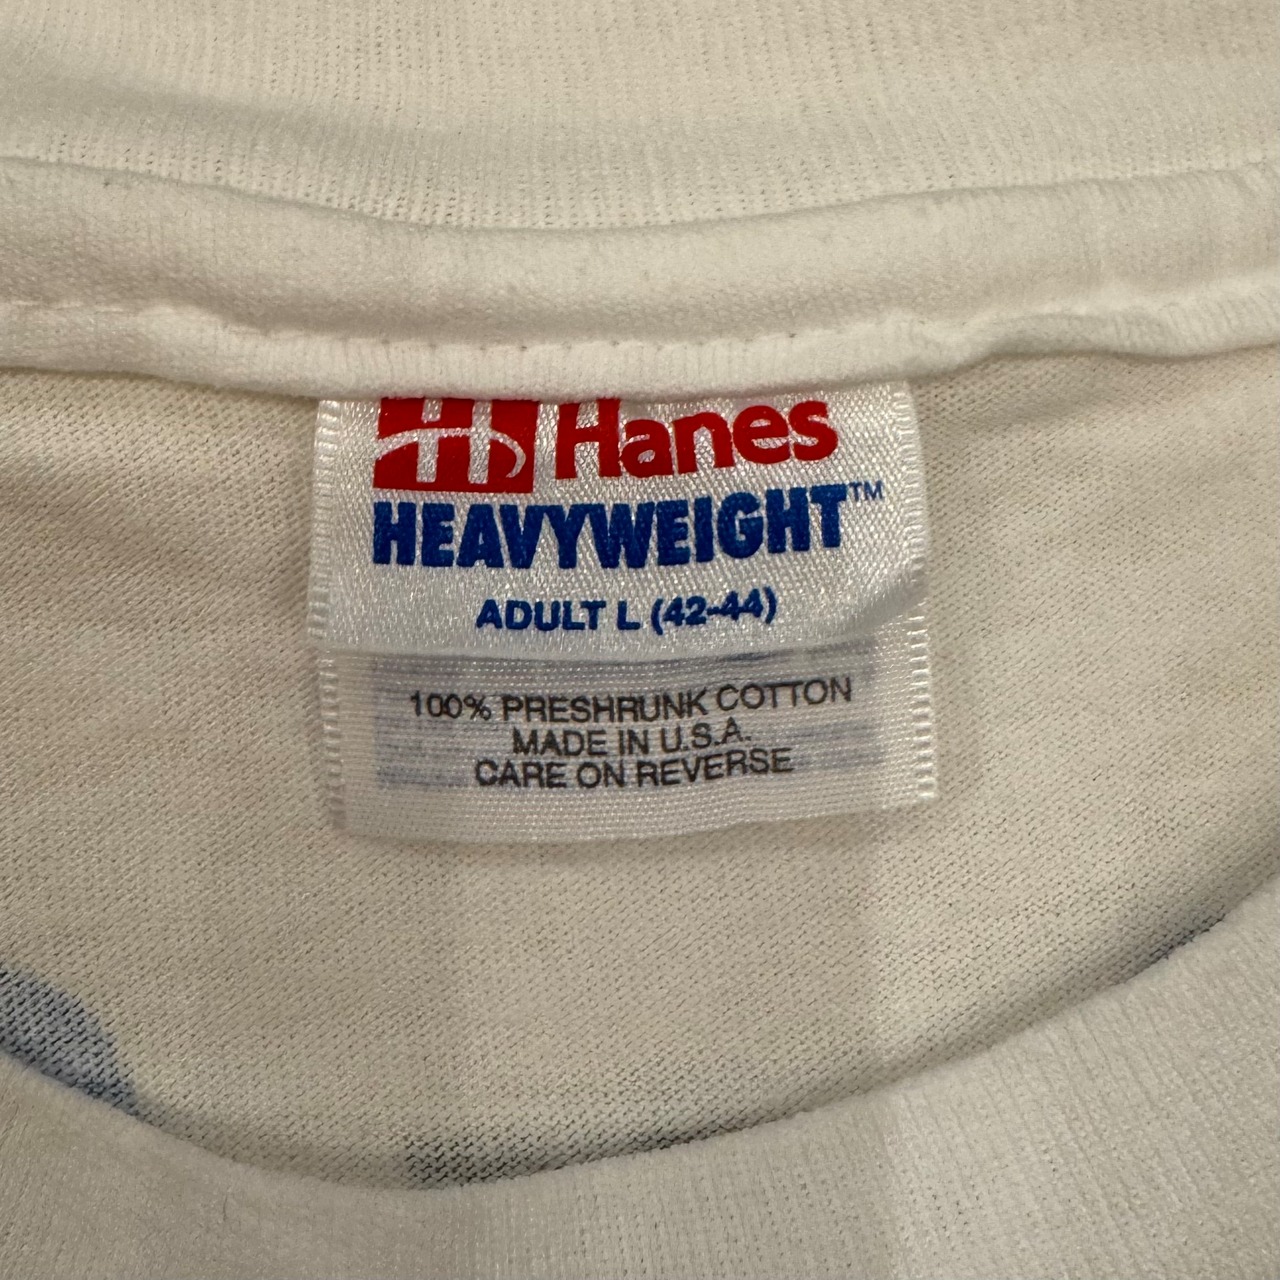 Hanes
HEAVYWEIGHT™
ADULT L (42-44)
100% PRESHRUNK COTTON
MADE IN U.S.A.
CARE ON REVERSE